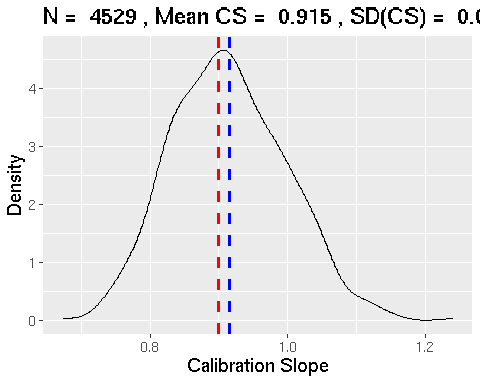 N = 4529 , Mean CS = 0.915 , SD(CS) = 0.0
4
3
2
1
0
Density
0.8 1.0 1.2
Calibration Slope